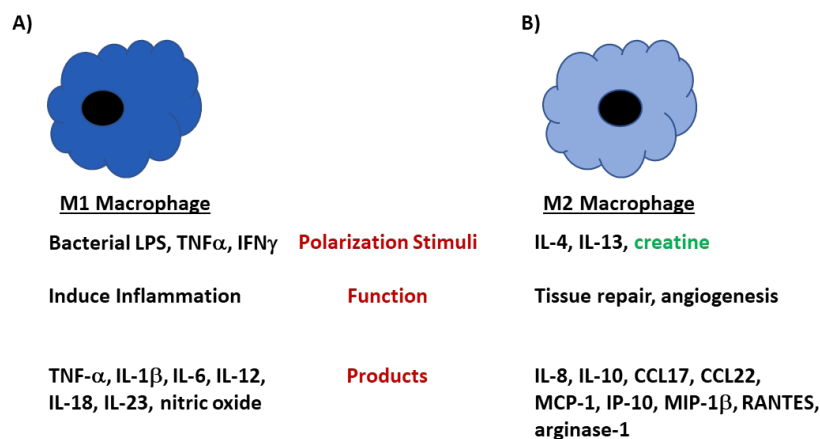 A)
B)
M1 Macrophage
M2 Macrophage
Bacterial LPS, TNFα, IFNγ
Polarization Stimuli
IL-4, IL-13, creatine
Induce Inflammation
Function
Tissue repair, angiogenesis
TNF-α, IL-1β, IL-6, IL-12,
IL-18, IL-23, nitric oxide
Products
IL-8, IL-10, CCL17, CCL22,
MCP-1, IP-10, MIP-1β, RANTES,
arginase-1